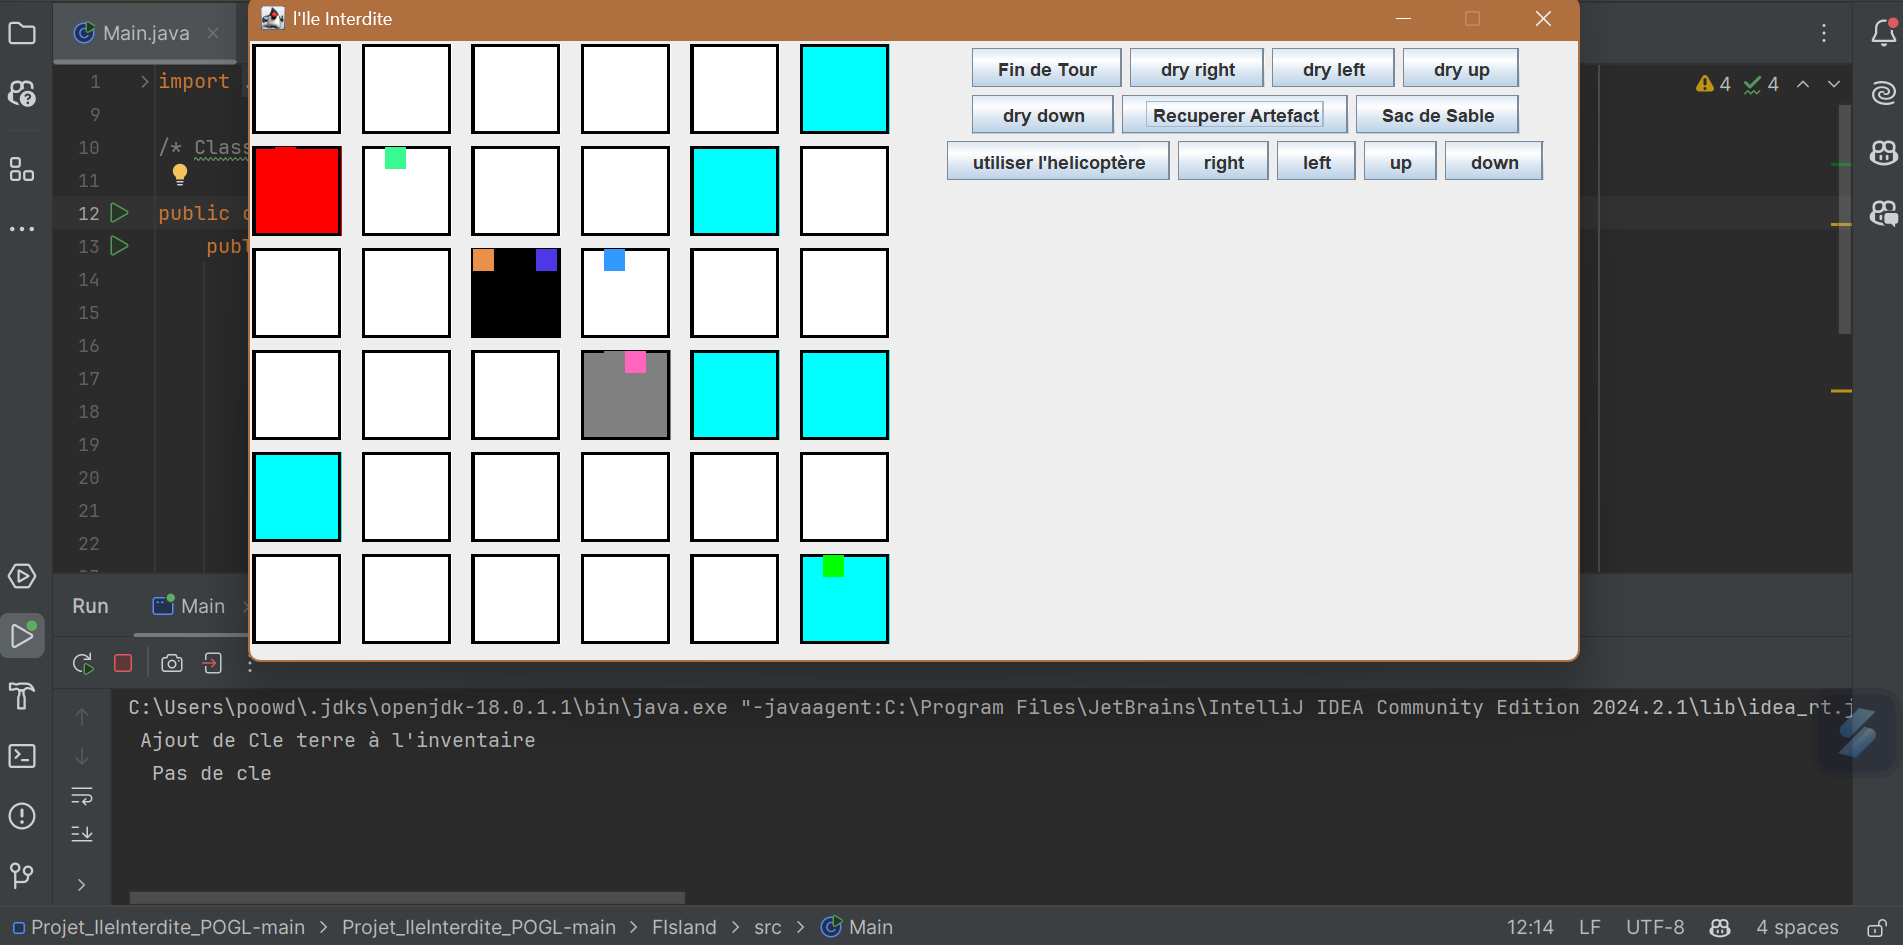 l'Ile Interdite
Main.java
Fin de Tour dry right dry left dry up
dry down Recuperer Artefact Sac de Sable
utiliser l'helicoptère right left up down
4 4
1 import
9
10 /* Class
11
12 public c
13 publ
14
15
16
17
18
19
20
21
22
Run Main
C:\Users\poowd\.jdks\openjdk-18.0.1.1\bin\java.exe "-javaagent:C:\Program Files\JetBrains\IntelliJ IDEA Community Edition 2024.2.1\lib\idea_rt.j
Ajout de Cle terre à l'inventaire
Pas de cle
Projet_IleInterdite_POGL-main > Projet_IleInterdite_POGL-main > FIsland > src > Main 12:14 LF UTF-8 4 spaces